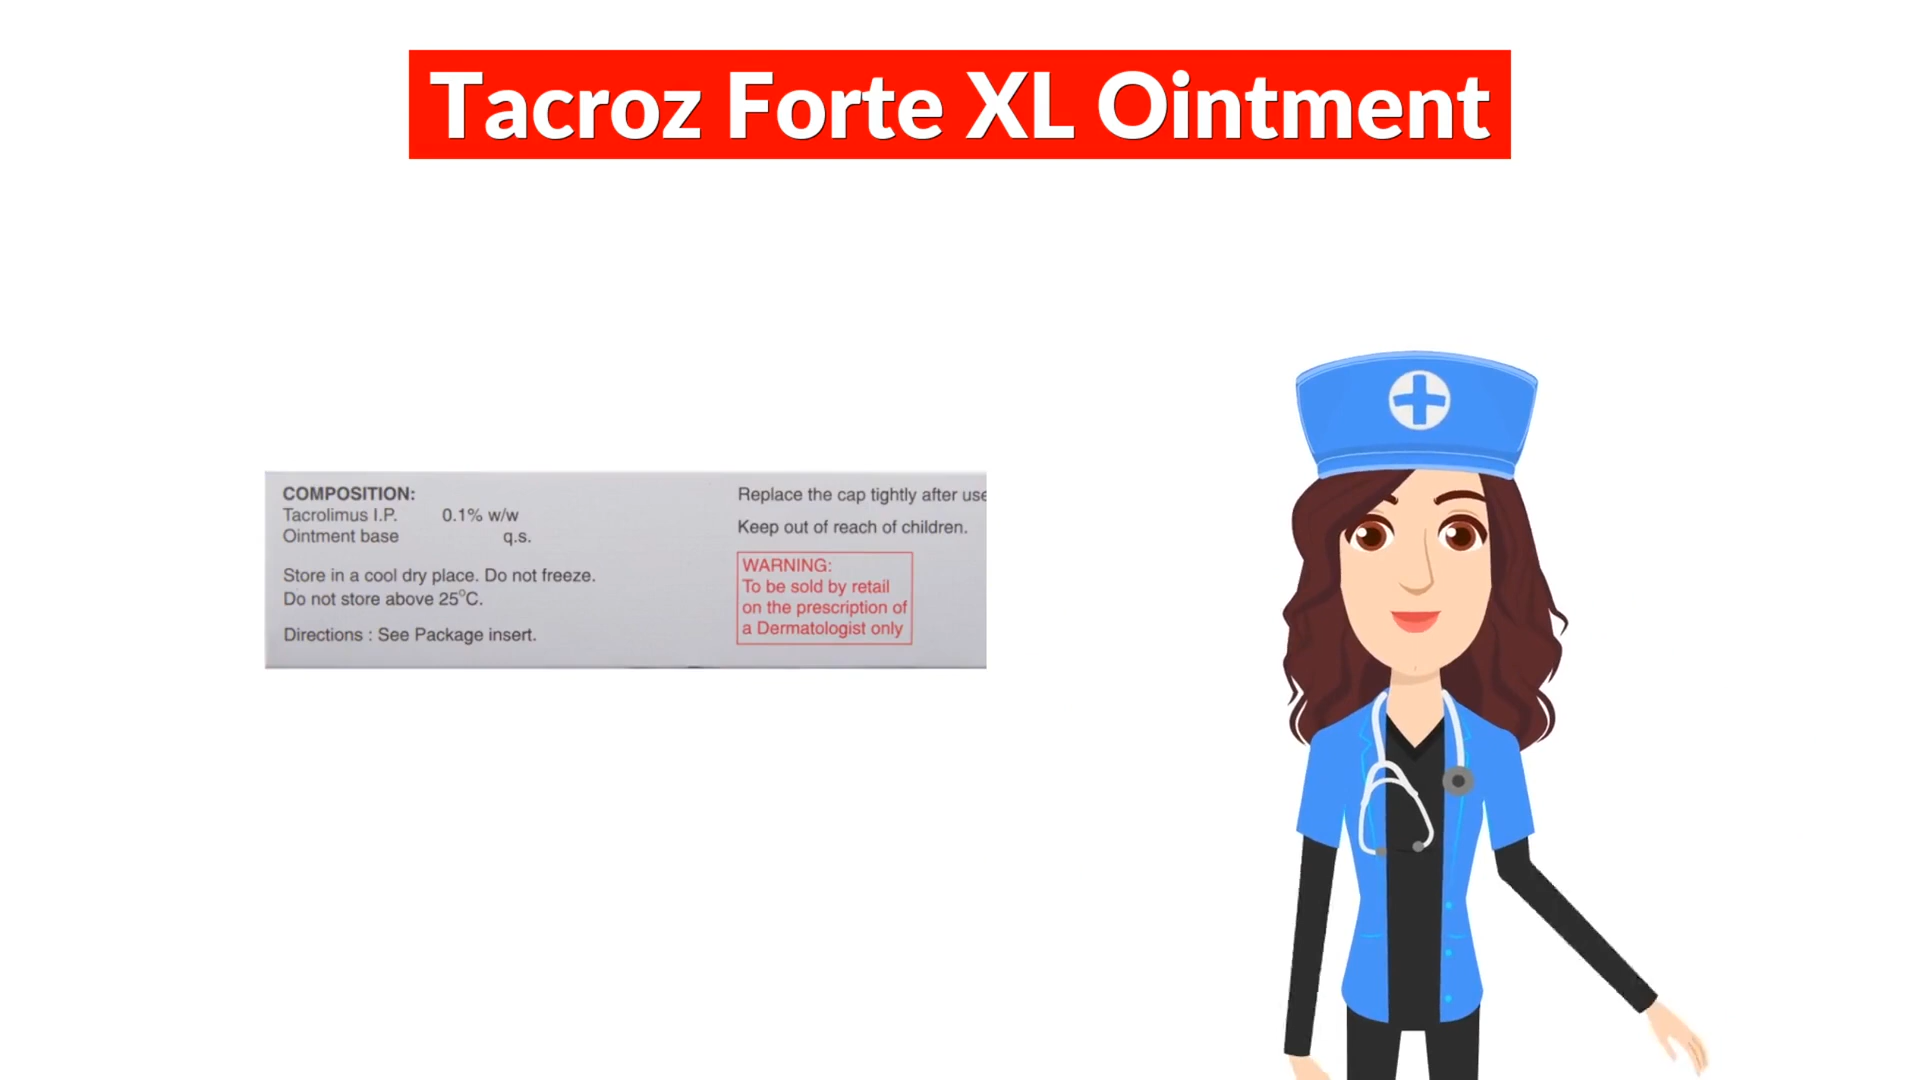 Tacroz Forte XL Ointment
COMPOSITION:
Tacrolimus I.P. 0.1% w/w
Ointment base q.s.
Store in a cool dry place. Do not freeze.
Do not store above 25°C.
Directions : See Package insert.
Replace the cap tightly after use
Keep out of reach of children.
WARNING:
To be sold by retail
on the prescription of
a Dermatologist only